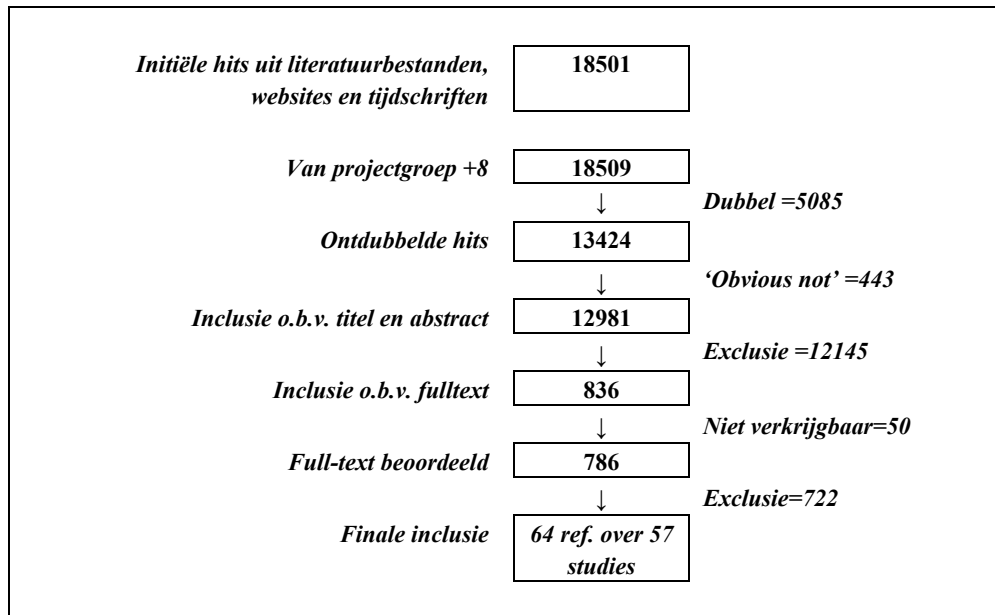 Initiële hits uit literatuurbestanden,
websites en tijdschriften
18501
Van projectgroep +8
18509
↓
Dubbel =5085
Ontdubbelde hits
13424
↓
‘Obvious not’ =443
Inclusie o.b.v. titel en abstract
12981
↓
Exclusie =12145
Inclusie o.b.v. fulltext
836
↓
Niet verkrijgbaar=50
Full-text beoordeeld
786
↓
Exclusie=722
Finale inclusie
64 ref. over 57
studies